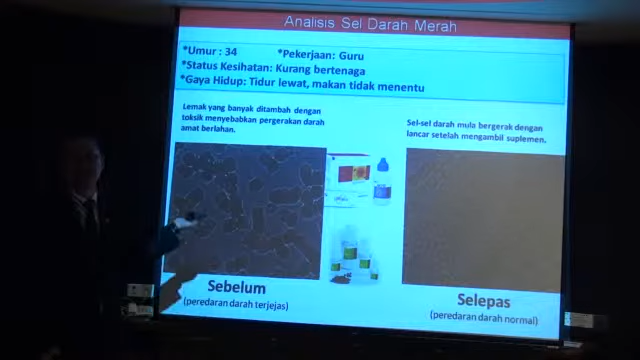 Analisis Sel Darah Merah
*Umur : 34 *Pekerjaan: Guru
*Status Kesihatan: Kurang bertenaga
*Gaya Hidup: Tidur lewat, makan tidak menentu
Lemak yang banyak ditambah dengan
toksik menyebabkan pergerakan darah
amat berlahan.
Sel-sel darah mula bergerak dengan
lancar setelah mengambil suplemen.
Sebelum
(peredaran darah terjejas)
Selepas
(peredaran darah normal)